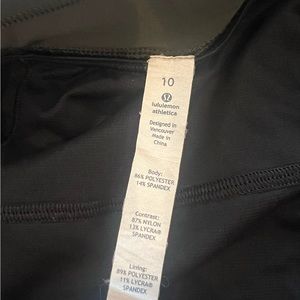 10
lululemon
athletica
Designed in
Vancouver
Made in
China
Body:
86% POLYESTER
14% SPANDEX
Contrast:
87% NYLON
13% LYCRA®
SPANDEX
Lining:
89% POLYESTER
11% LYCRA®
SPANDEX